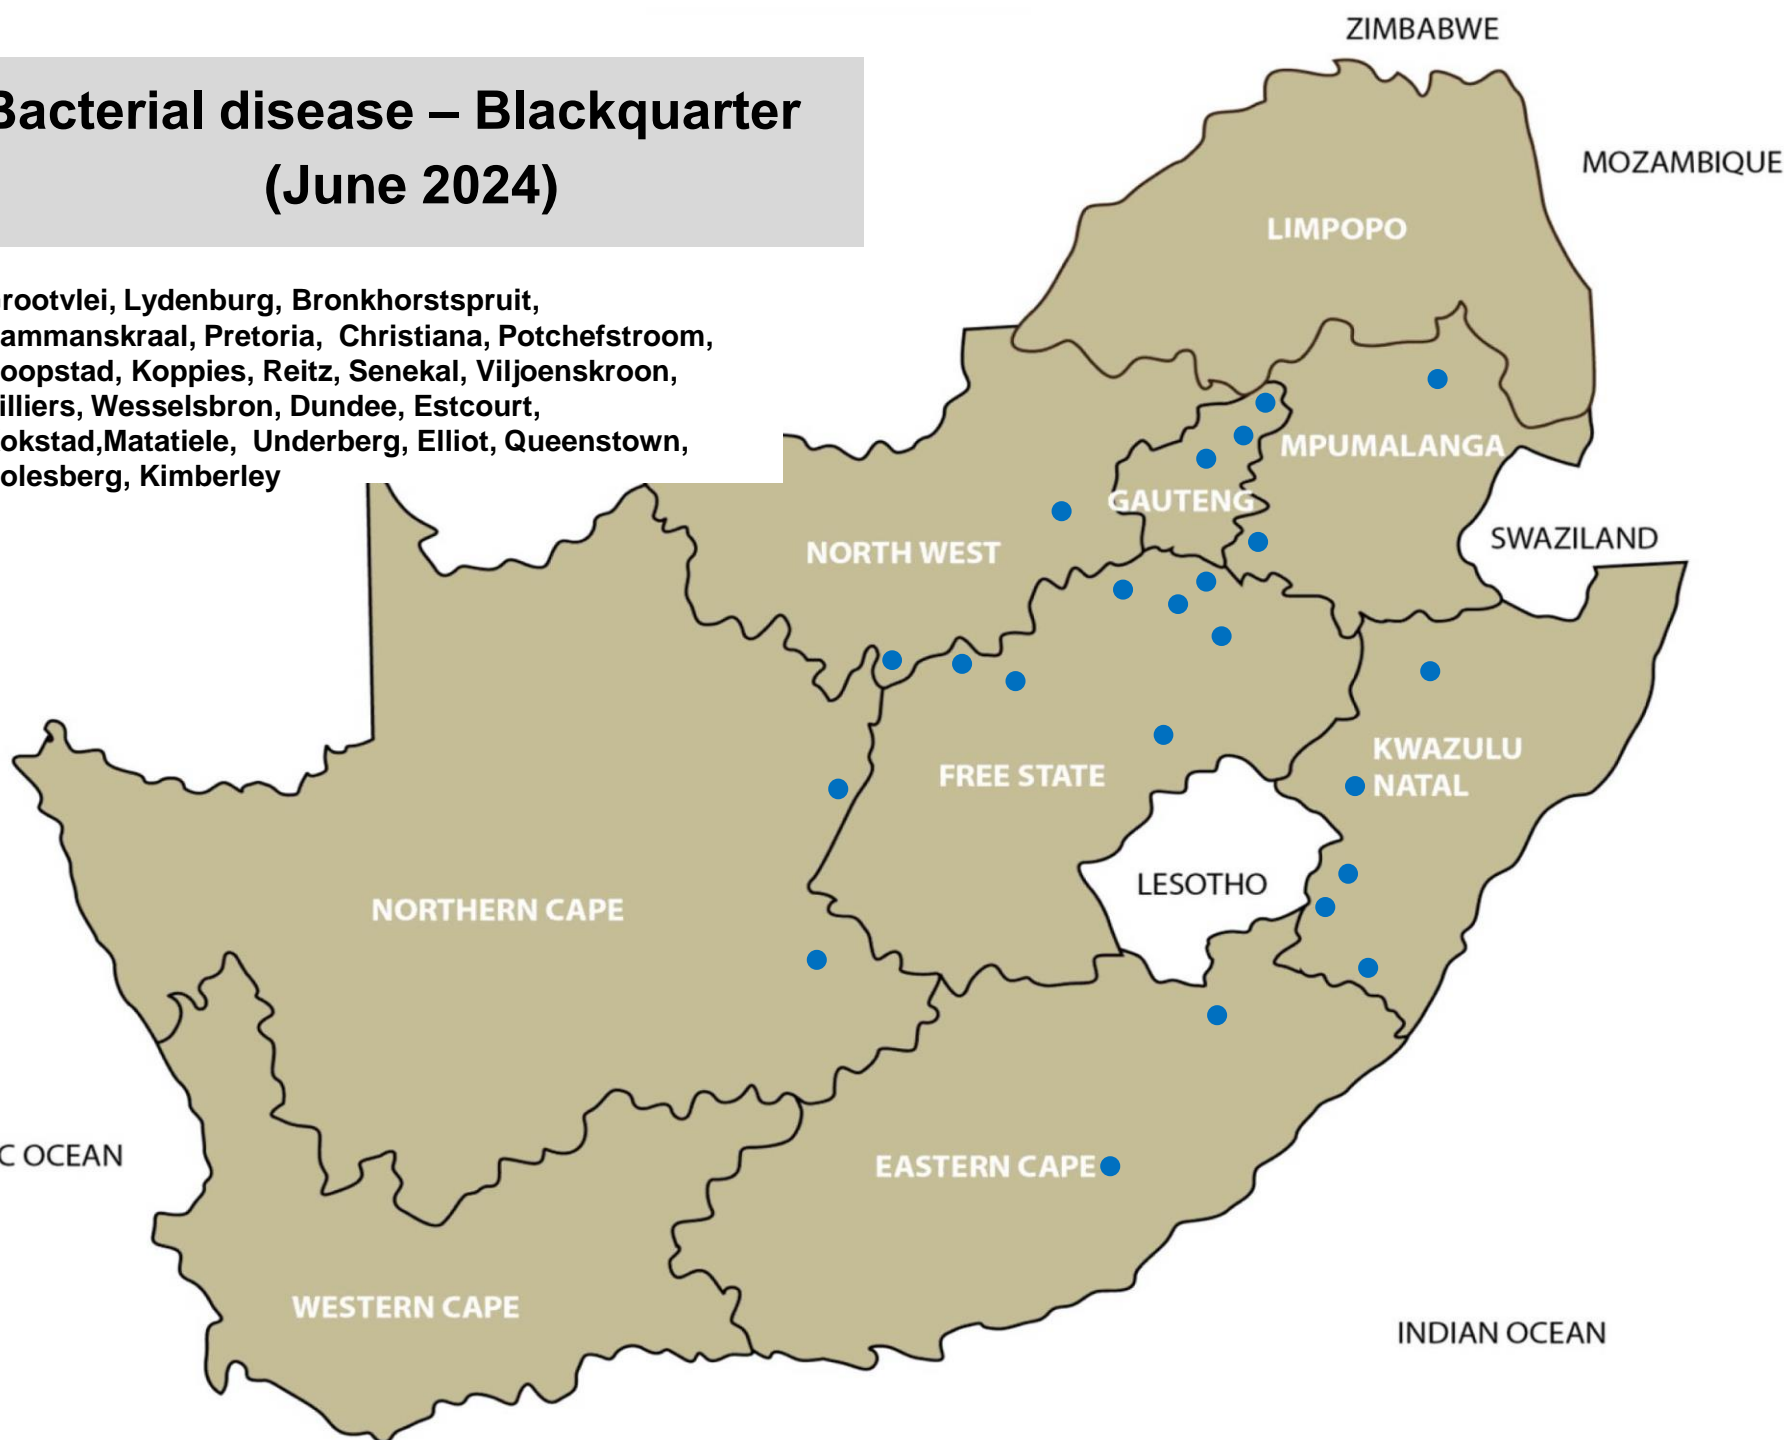 Bacterial disease – Blackquarter
(June 2024)
rootvlei, Lydenburg, Bronkhorstspruit,
ammanskraal, Pretoria,  Christiana, Potchefstroom,
oopstad, Koppies, Reitz, Senekal, Viljoenskroon,
illiers, Wesselsbron, Dundee, Estcourt,
okstad,Matatiele,  Underberg, Elliot, Queenstown,
olesberg, Kimberley
ZIMBABWE
MOZAMBIQUE
LIMPOPO
MPUMALANGA
GAUTENG
SWAZILAND
NORTH WEST
KWAZULU
NATAL
FREE STATE
LESOTHO
NORTHERN CAPE
C OCEAN
EASTERN CAPE
WESTERN CAPE
INDIAN OCEAN